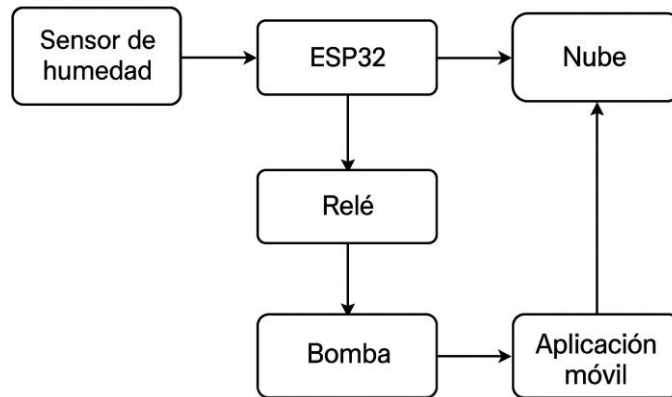 Sensor de
humedad
ESP32
Nube
Relé
Bomba
Aplicación
móvil